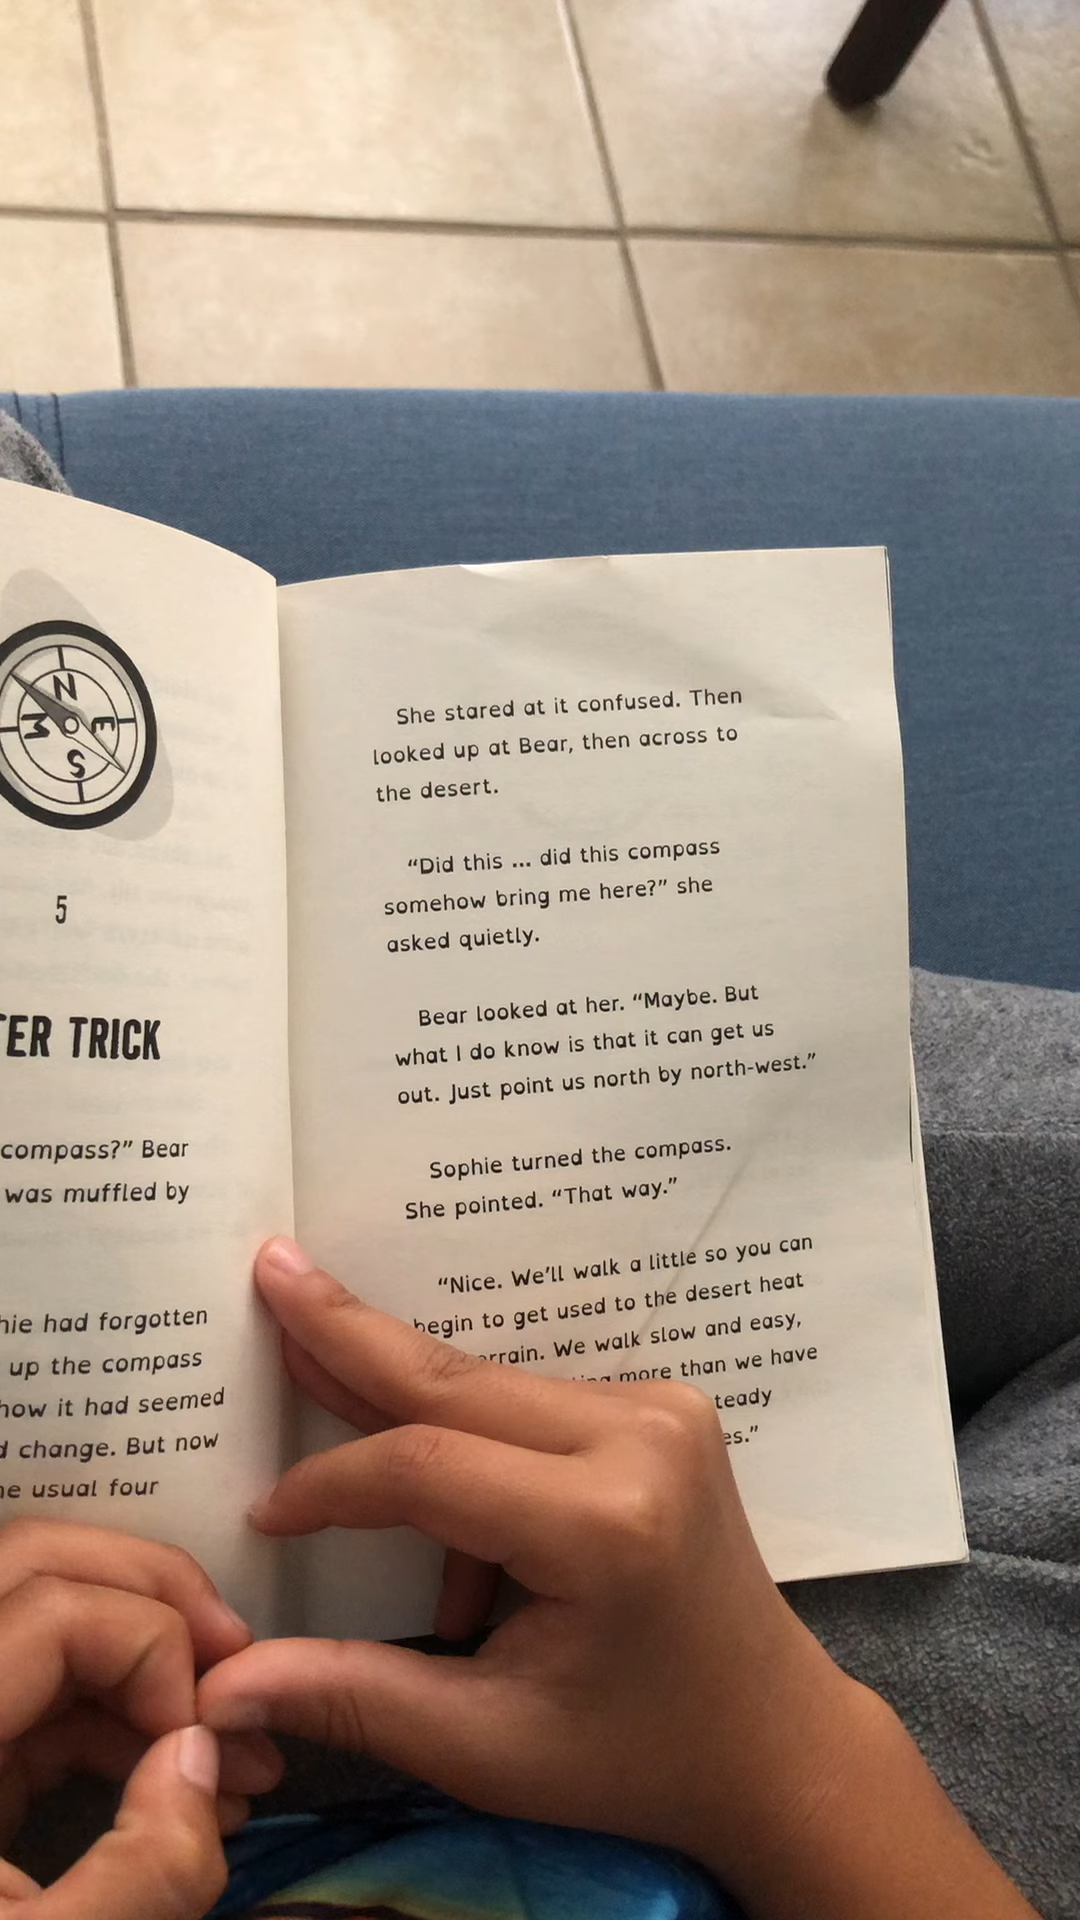 N
E
S
W
5
TER TRICK
compass?” Bear
was muffled by
had forgotten
up the compass
how it had seemed
change. But now
usual four
She stared at it confused. Then
looked up at Bear, then across to
the desert.
“Did this ... did this compass
somehow bring me here?” she
asked quietly.
Bear looked at her. “Maybe. But
what I do know is that it can get us
out. Just point us north by north-west.”
Sophie turned the compass.
She pointed. “That way.”
“Nice. We’ll walk a little so you can
begin to get used to the desert heat
We walk slow and easy,
more than we have